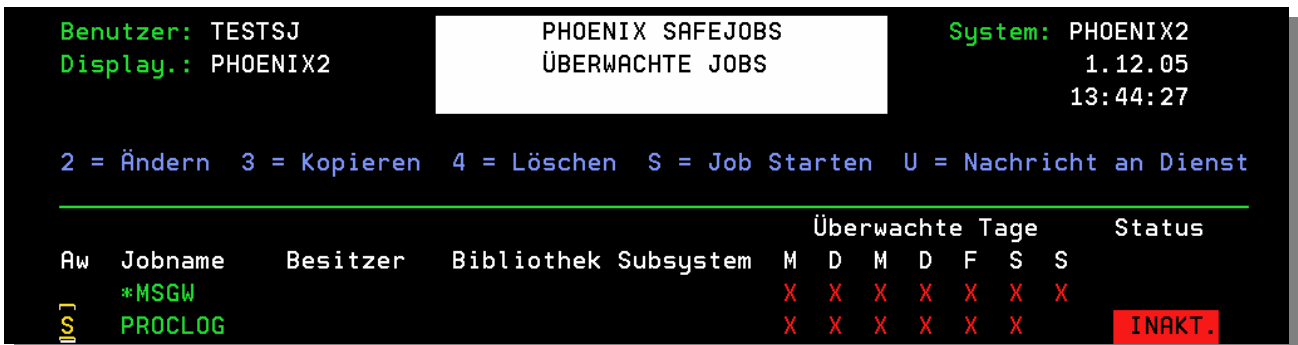 Benutzer: TESTSJ PHOENIX SAFEJOBS System: PHOENIX2
Display.: PHOENIX2 ÜBERWACHTE JOBS 1.12.05
13:44:27
2 = Ändern 3 = Kopieren 4 = Löschen S = Job Starten U = Nachricht an Dienst
Überwachte Tage Status
Aw Jobname Besitzer Bibliothek Subsystem M D M D F S S
*MSGW X X X X X X X
S PROCLOG X X X X X X INAKT.